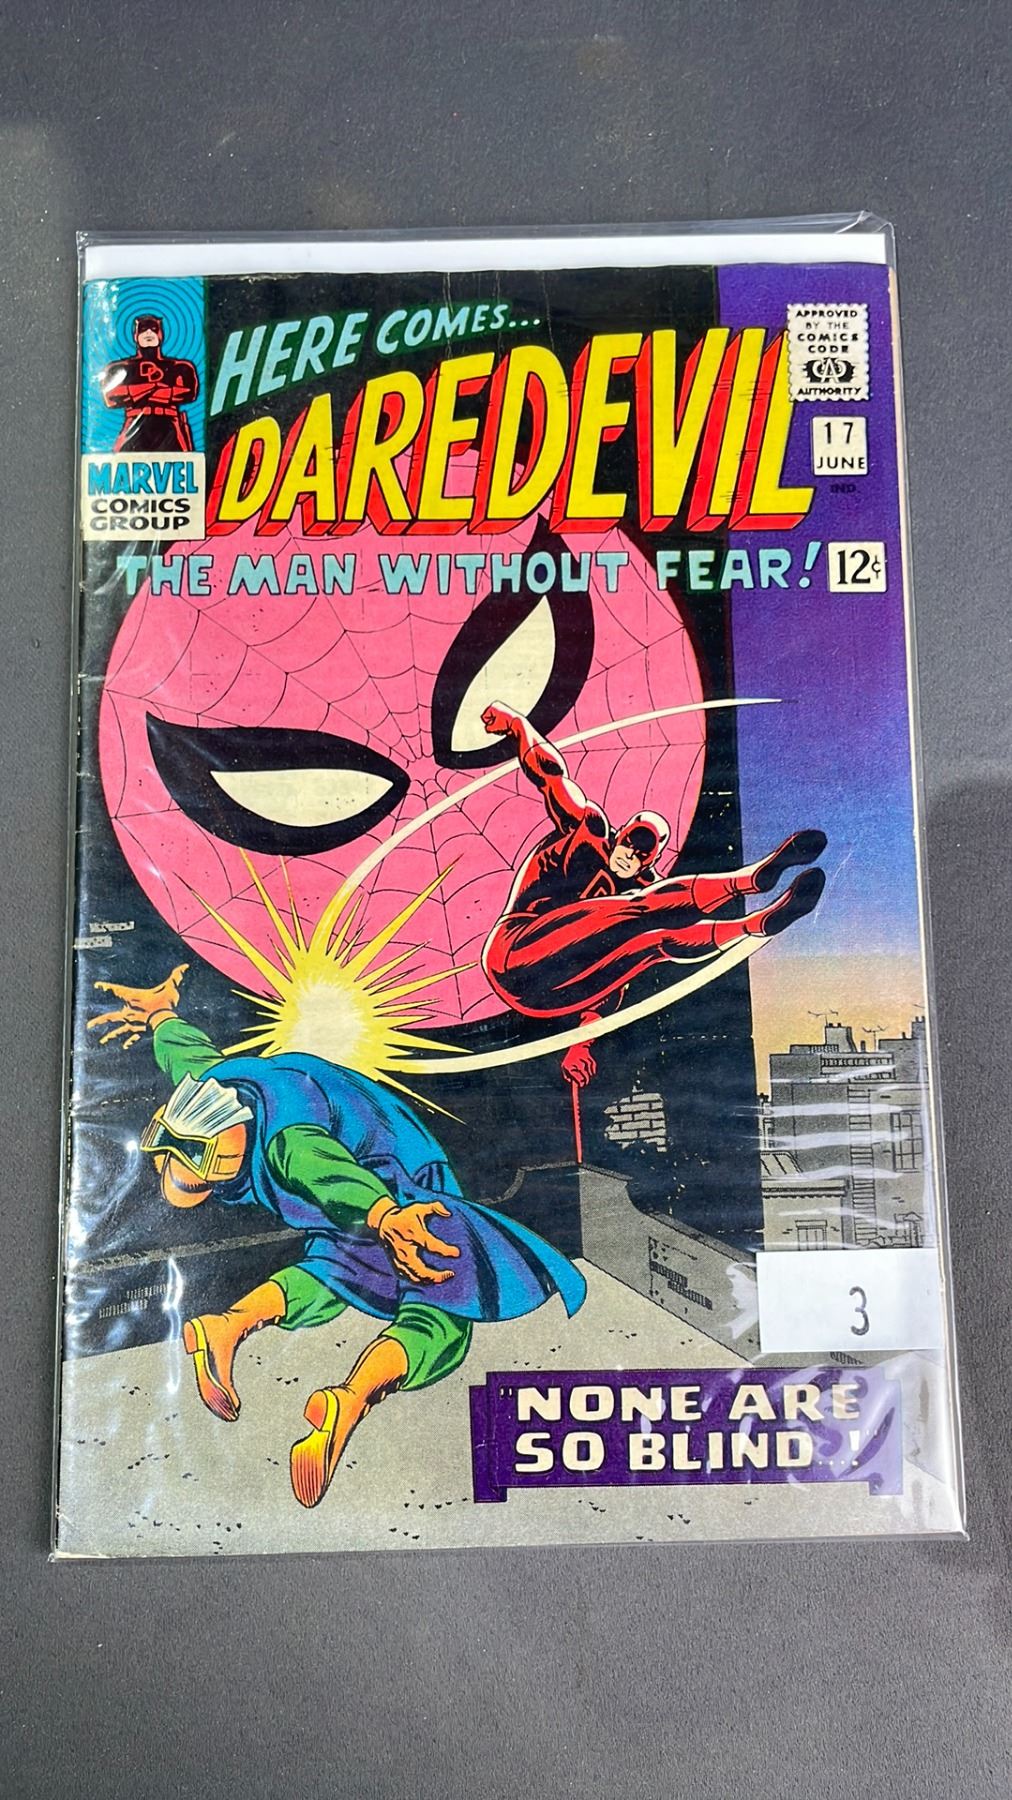 HERE COMES...
DAREDEVIL
THE MAN WITHOUT FEAR!
DD
MARVEL
COMICS
GROUP
APPROVED
BY THE
COMICS
CODE
CA
AUTHORITY
17
JUNE
IND.
12¢
3
"NONE ARE
SO BLIND...!"